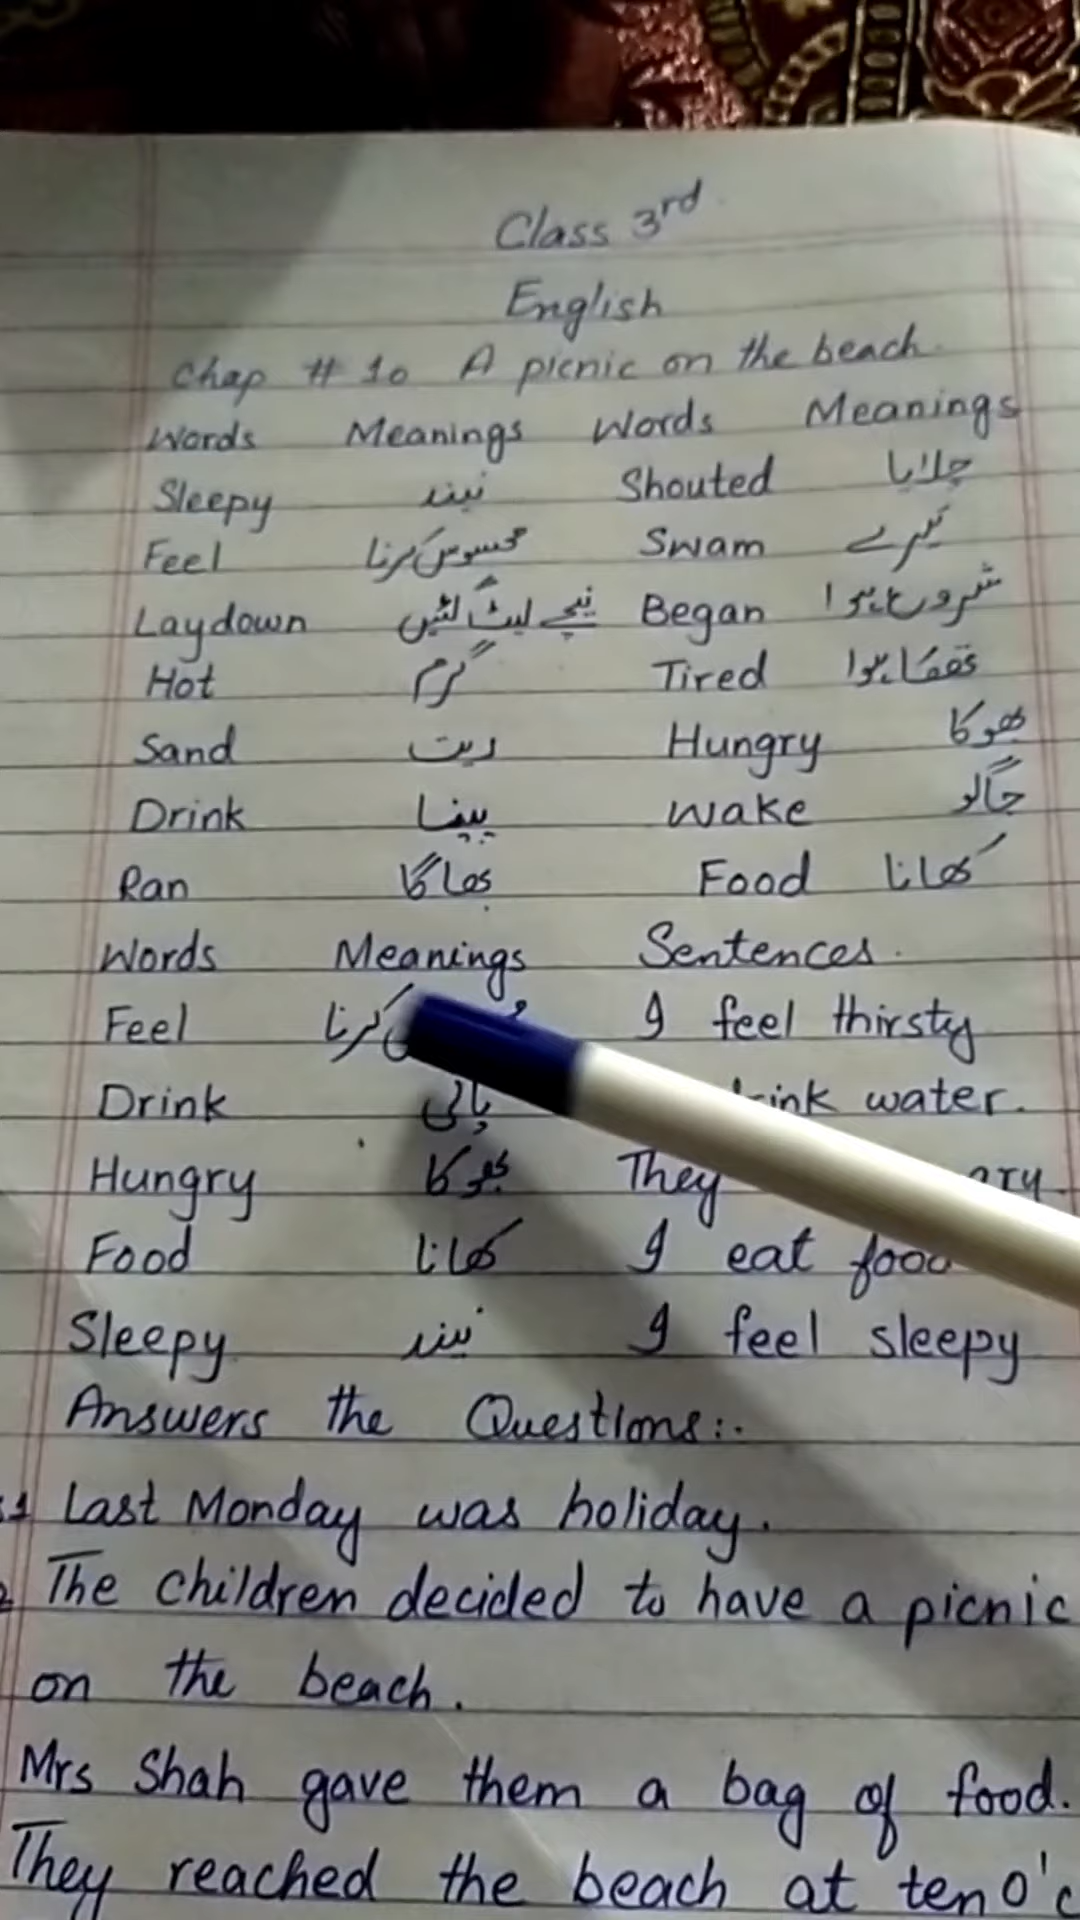 Class 3rd
English
Chap # 10 A picnic on the beach.
Words Meanings Words Meanings
Sleepy نیند Shouted چلایا
Feel محسوس کرنا Swam تیرے
Laydown نیچے لیٹ Began شروع ہوا
Hot گرم Tired تھکا ہوا
Sand ریت Hungry بھوکا
Drink پینا Wake جاگو
Ran بھاگا Food کھانا
Words Meanings Sentences.
Feel کرنا I feel thirsty
Drink water.
Hungry بھوکا They
Food کھانا I eat food
Sleepy نیند I feel sleepy
Answers the Questions:.
1 Last Monday was holiday.
2 The children decided to have a picnic
on the beach.
Mrs Shah gave them a bag of food.
They reached the beach at ten o'c